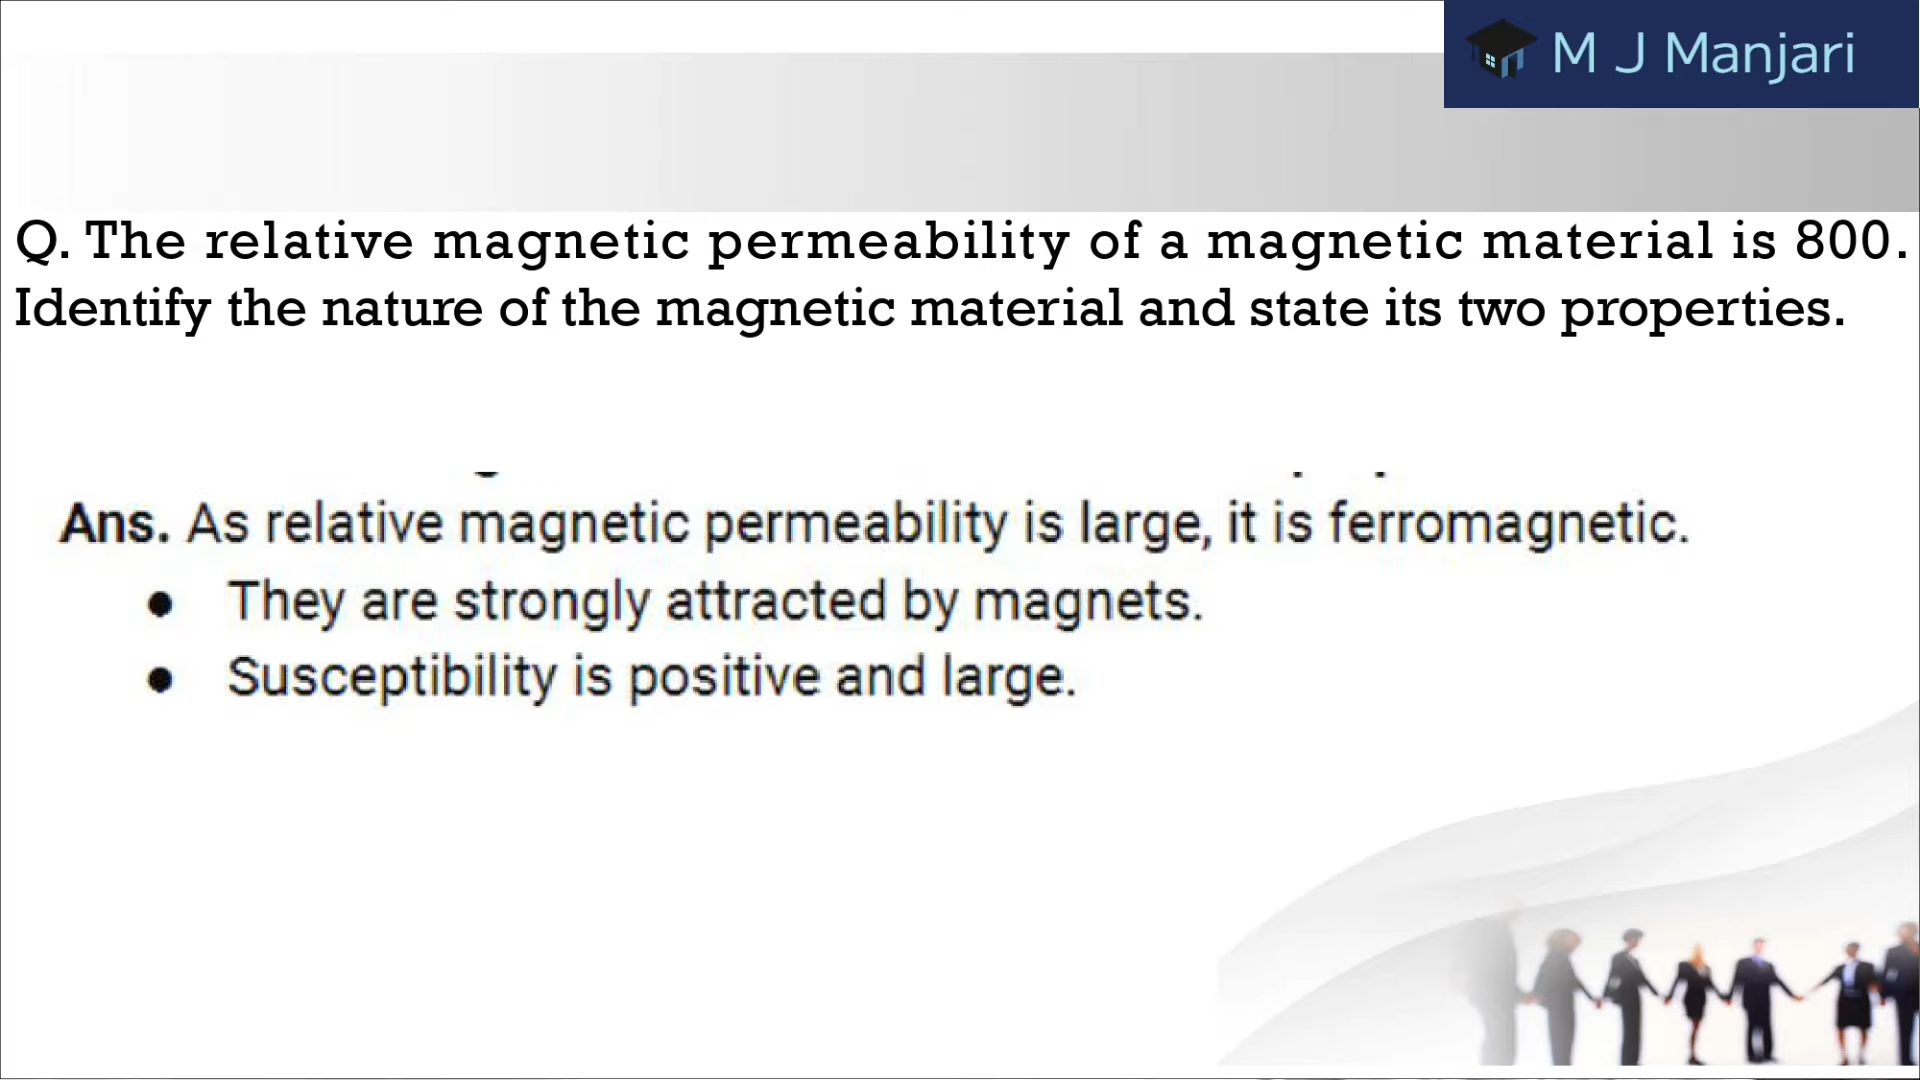 M J Manjari
Q. The relative magnetic permeability of a magnetic material is 800.
Identify the nature of the magnetic material and state its two properties.
Ans. As relative magnetic permeability is large, it is ferromagnetic.
● They are strongly attracted by magnets.
● Susceptibility is positive and large.